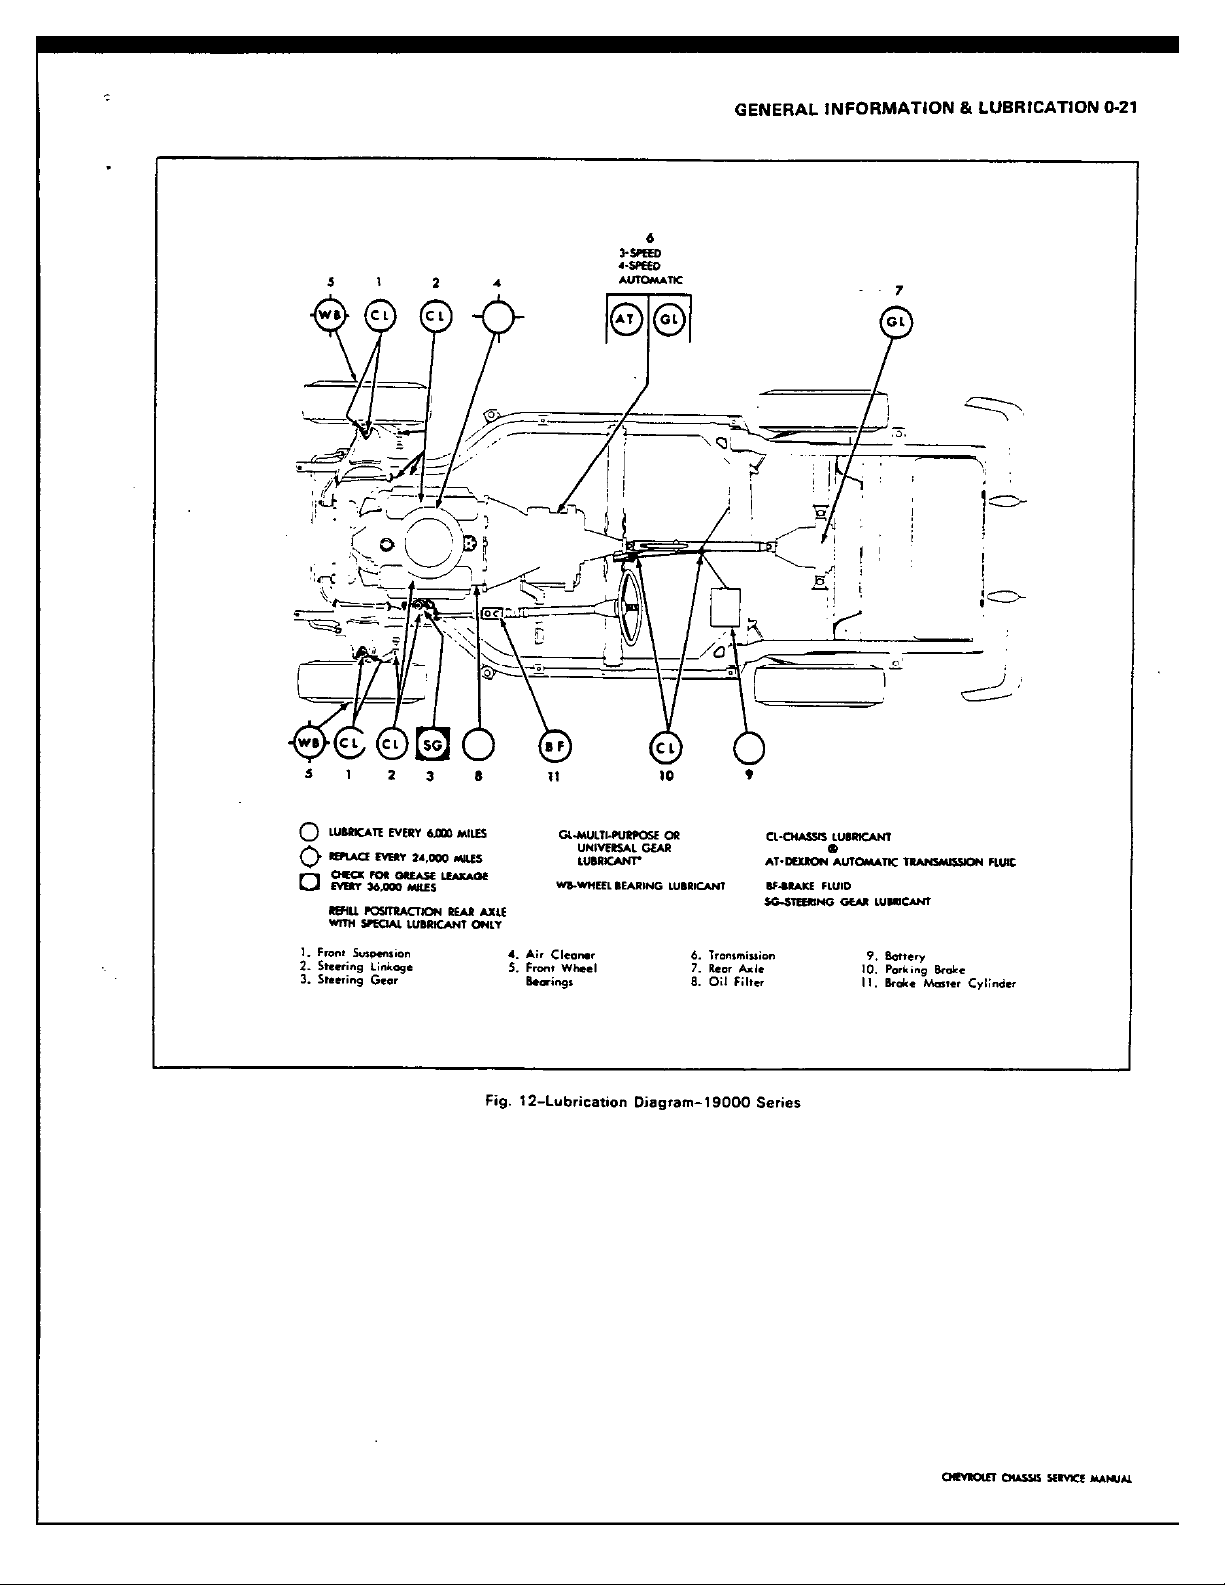 GENERAL INFORMATION & LUBRICATION 0-21
6
3-SPEED
4-SPEED
AUTOMATIC
5 1 2 4 7
WB CL CL AT GL GL
OC
WB CL CL SG BF CL
5 1 2 3 8 11 10 9
LUBRICATE EVERY 6,000 MILES
REPLACE EVERY 24,000 MILES
CHECK FOR GREASE LEAKAGE
EVERY 36,000 MILES
REFILL POSITRACTION REAR AXLE
WITH SPECIAL LUBRICANT ONLY
GL-MULTI-PURPOSE OR
UNIVERSAL GEAR
LUBRICANT*
WB-WHEEL BEARING LUBRICANT
CL-CHASSIS LUBRICANT
®
AT-DEXRON AUTOMATIC TRANSMISSION FLUID
BF-BRAKE FLUID
SG-STEERING GEAR LUBRICANT
1. Front Suspension
2. Steering Linkage
3. Steering Gear
4. Air Cleaner
5. Front Wheel
Bearings
6. Transmission
7. Rear Axle
8. Oil Filter
9. Battery
10. Parking Brake
11. Brake Master Cylinder
Fig. 12–Lubrication Diagram–19000 Series
CHEVROLET CHASSIS SERVICE MANUAL